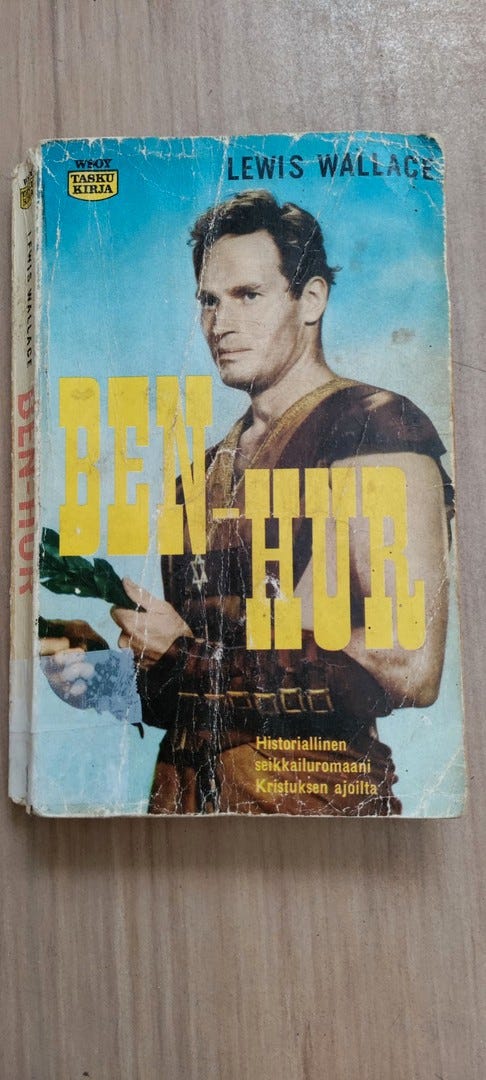 WSOY
TASKU
KIRJA
LEWIS WALLACE
BEN-
HUR
Historiallinen
seikkailuromaani
Kristuksen ajoilta
LEWIS WALLACE
BEN-HUR